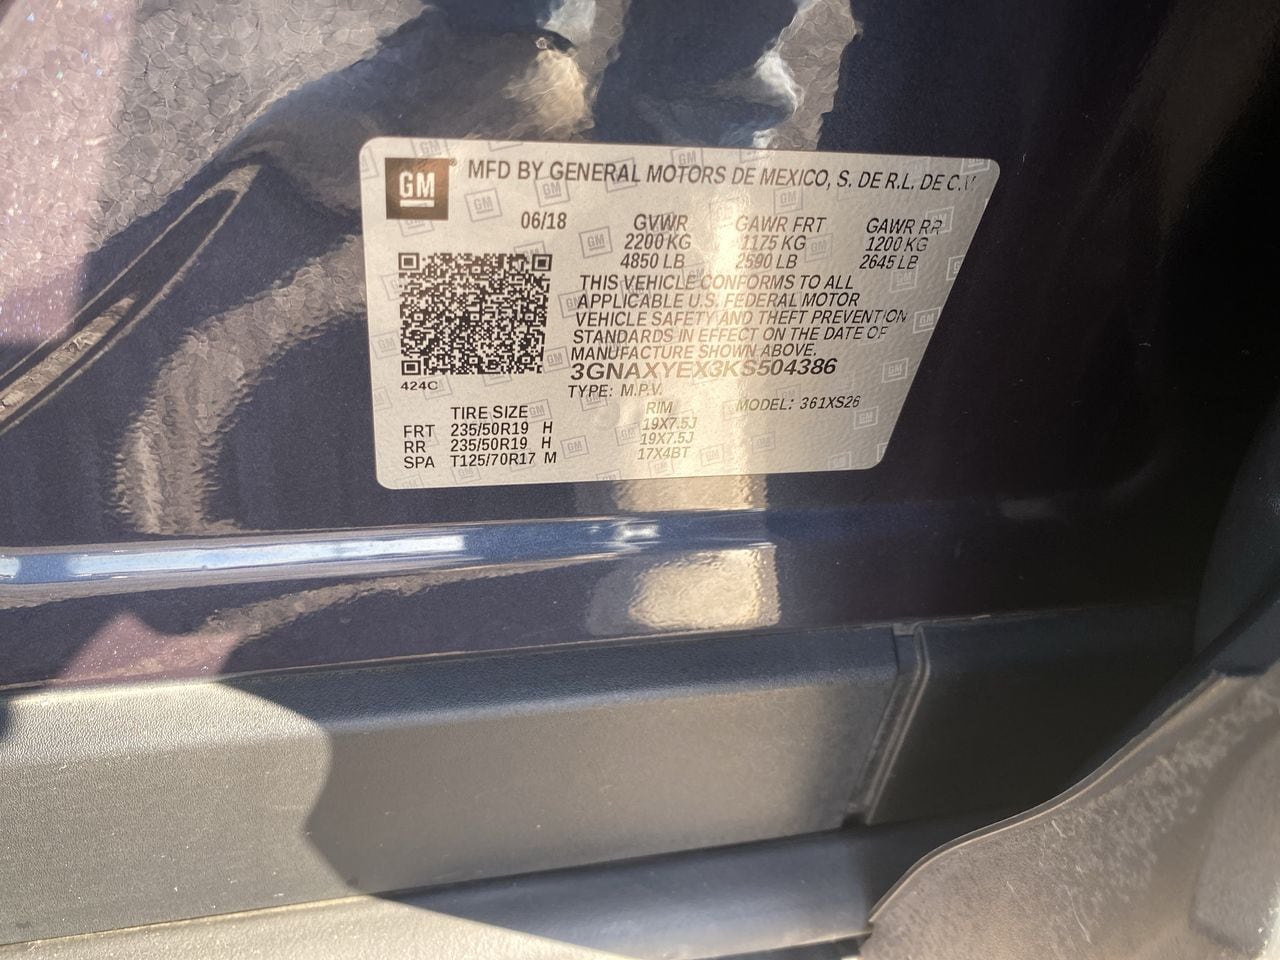 GM MFD BY GENERAL MOTORS DE MEXICO, S. DE R.L. DE C.V.
06/18 GVWR GAWR FRT GAWR RR
2200 KG 1175 KG 1200 KG
4850 LB 2590 LB 2645 LB
THIS VEHICLE CONFORMS TO ALL
APPLICABLE U.S. FEDERAL MOTOR
VEHICLE SAFETY AND THEFT PREVENTION
STANDARDS IN EFFECT ON THE DATE OF
MANUFACTURE SHOWN ABOVE.
3GNAXYEX3KS504386
424C
TYPE: M.P.V.
MODEL: 361XS26
TIRE SIZE RIM
FRT 235/50R19 H 19X7.5J
RR 235/50R19 H 19X7.5J
SPA T125/70R17 M 17X4BT